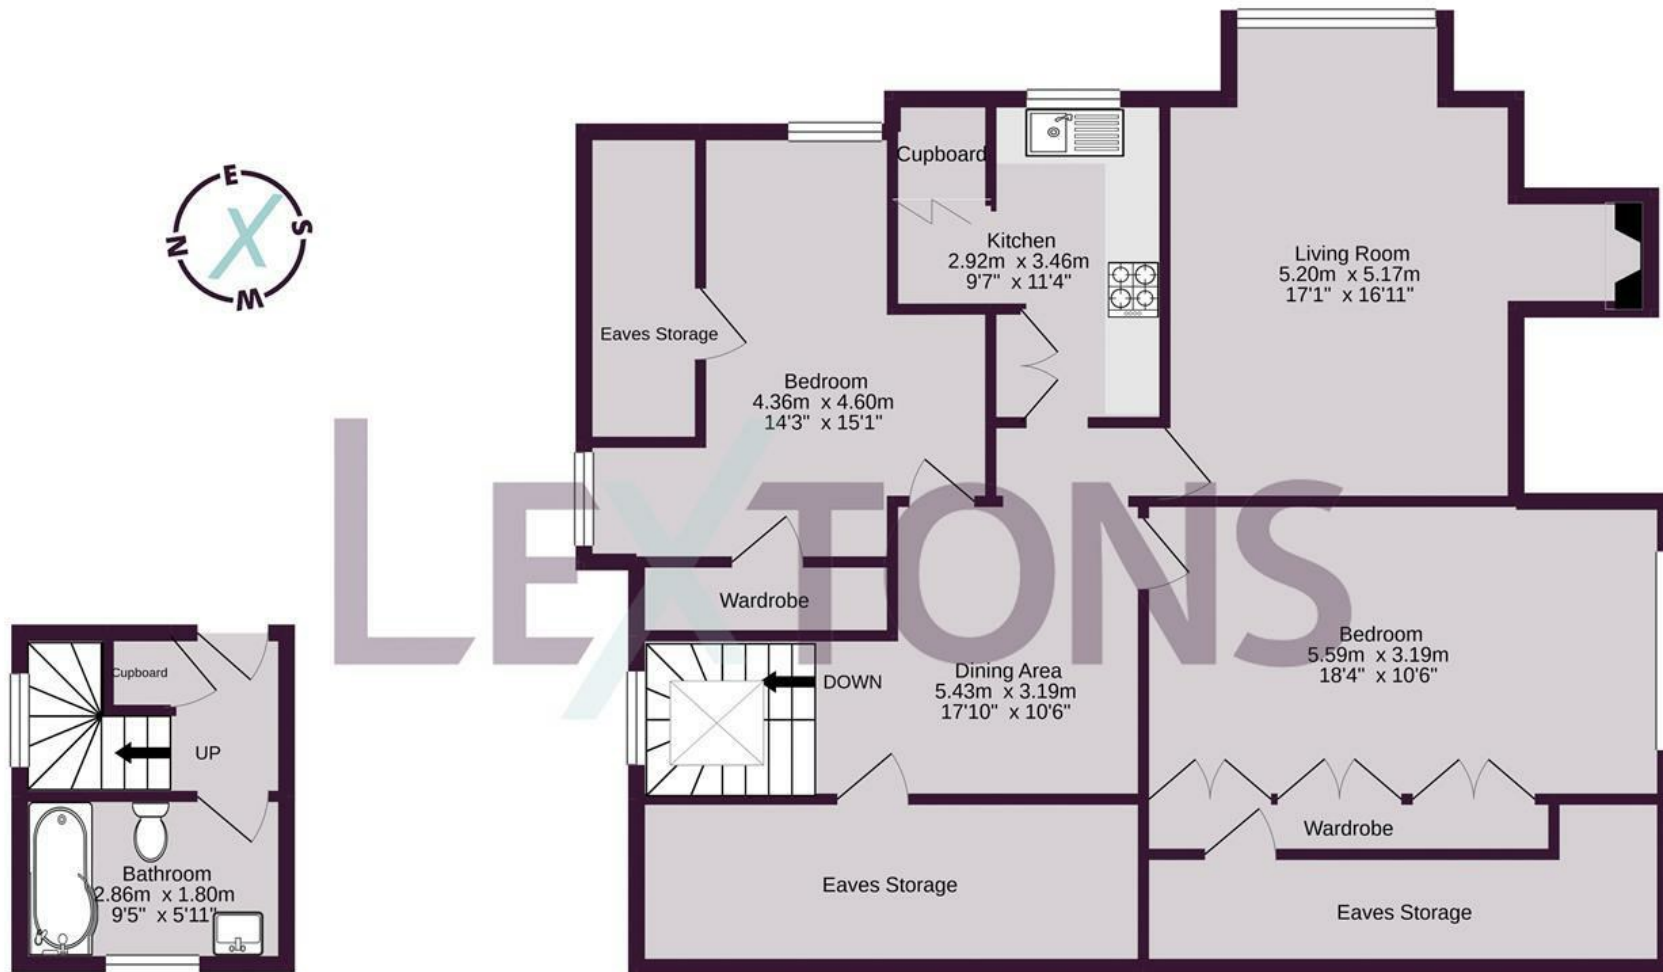 E
N
S
W
Cupboard
Kitchen
2.92m x 3.46m
9'7" x 11'4"
Living Room
5.20m x 5.17m
17'1" x 16'11"
Eaves Storage
Bedroom
4.36m x 4.60m
14'3" x 15'1"
LEXTONS
Wardrobe
Bedroom
5.59m x 3.19m
18'4" x 10'6"
Dining Area
5.43m x 3.19m
17'10" x 10'6"
DOWN
Cupboard
UP
Wardrobe
Bathroom
2.86m x 1.80m
9'5" x 5'11"
Eaves Storage
Eaves Storage